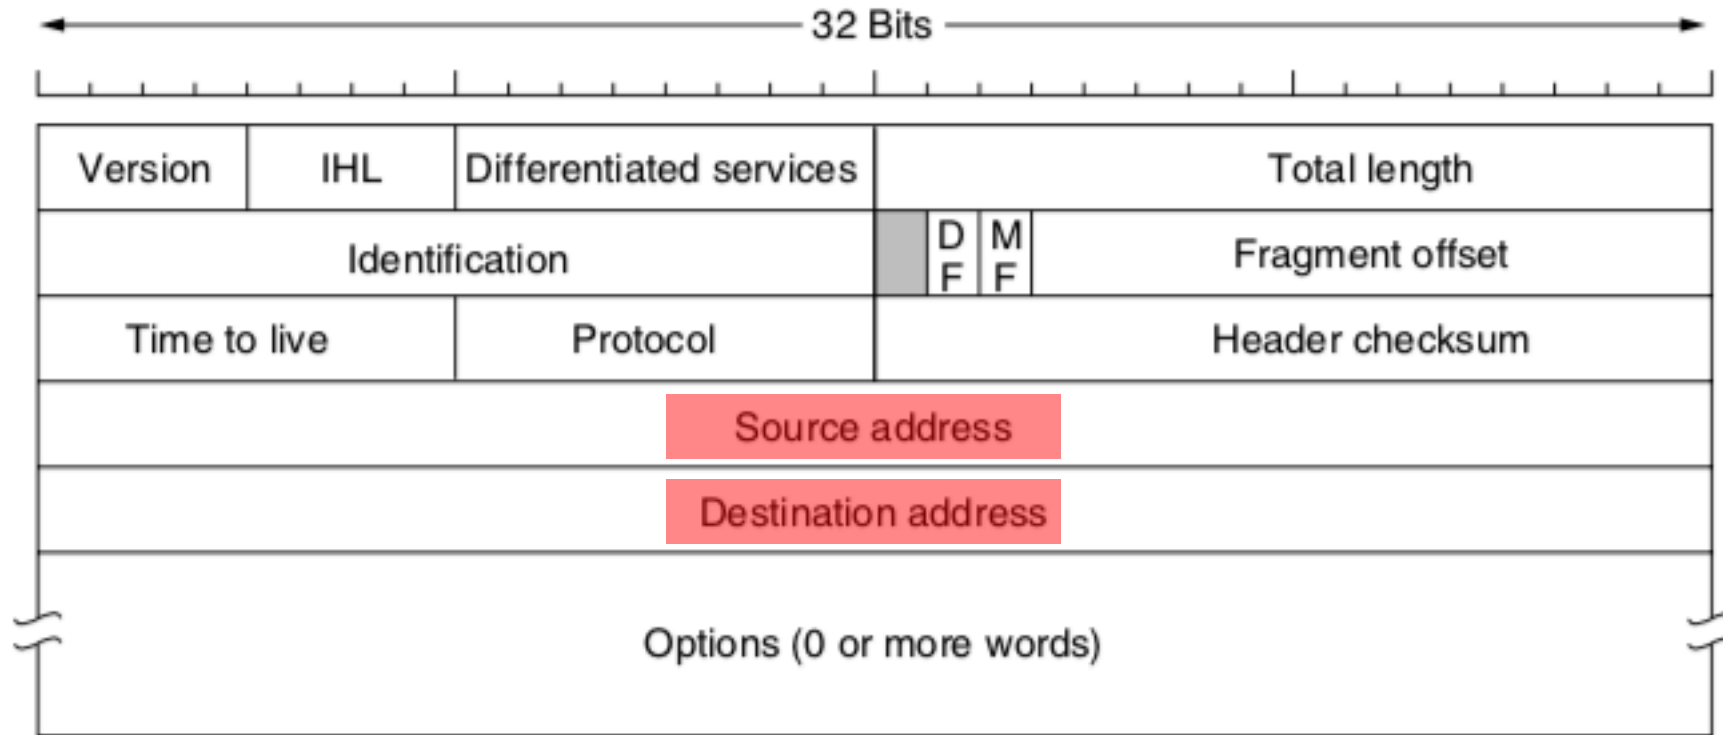 32 Bits
Version IHL Differentiated services Total length
Identification D F M F Fragment offset
Time to live Protocol Header checksum
Source address
Destination address
Options (0 or more words)